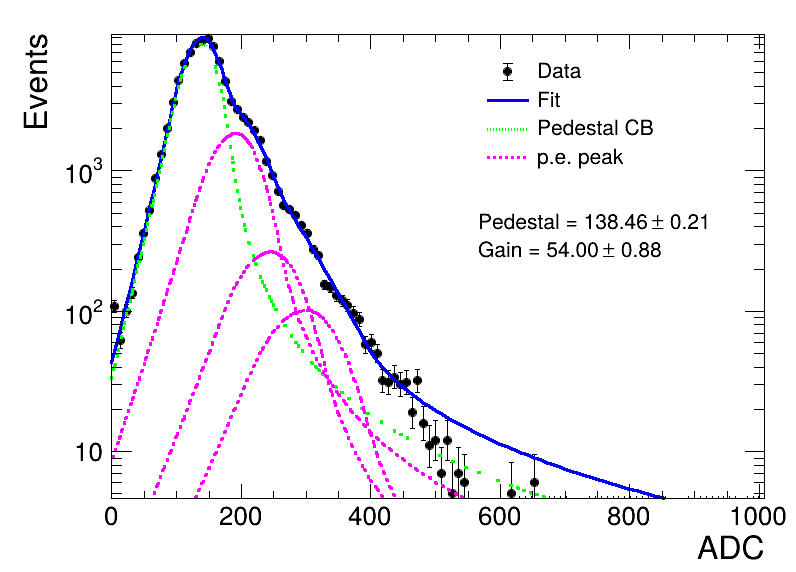 Events
Data
Fit
Pedestal CB
p.e. peak
Pedestal = 138.46 ± 0.21
Gain = 54.00 ± 0.88
10³
10²
10
0 200 400 600 800 1000
ADC